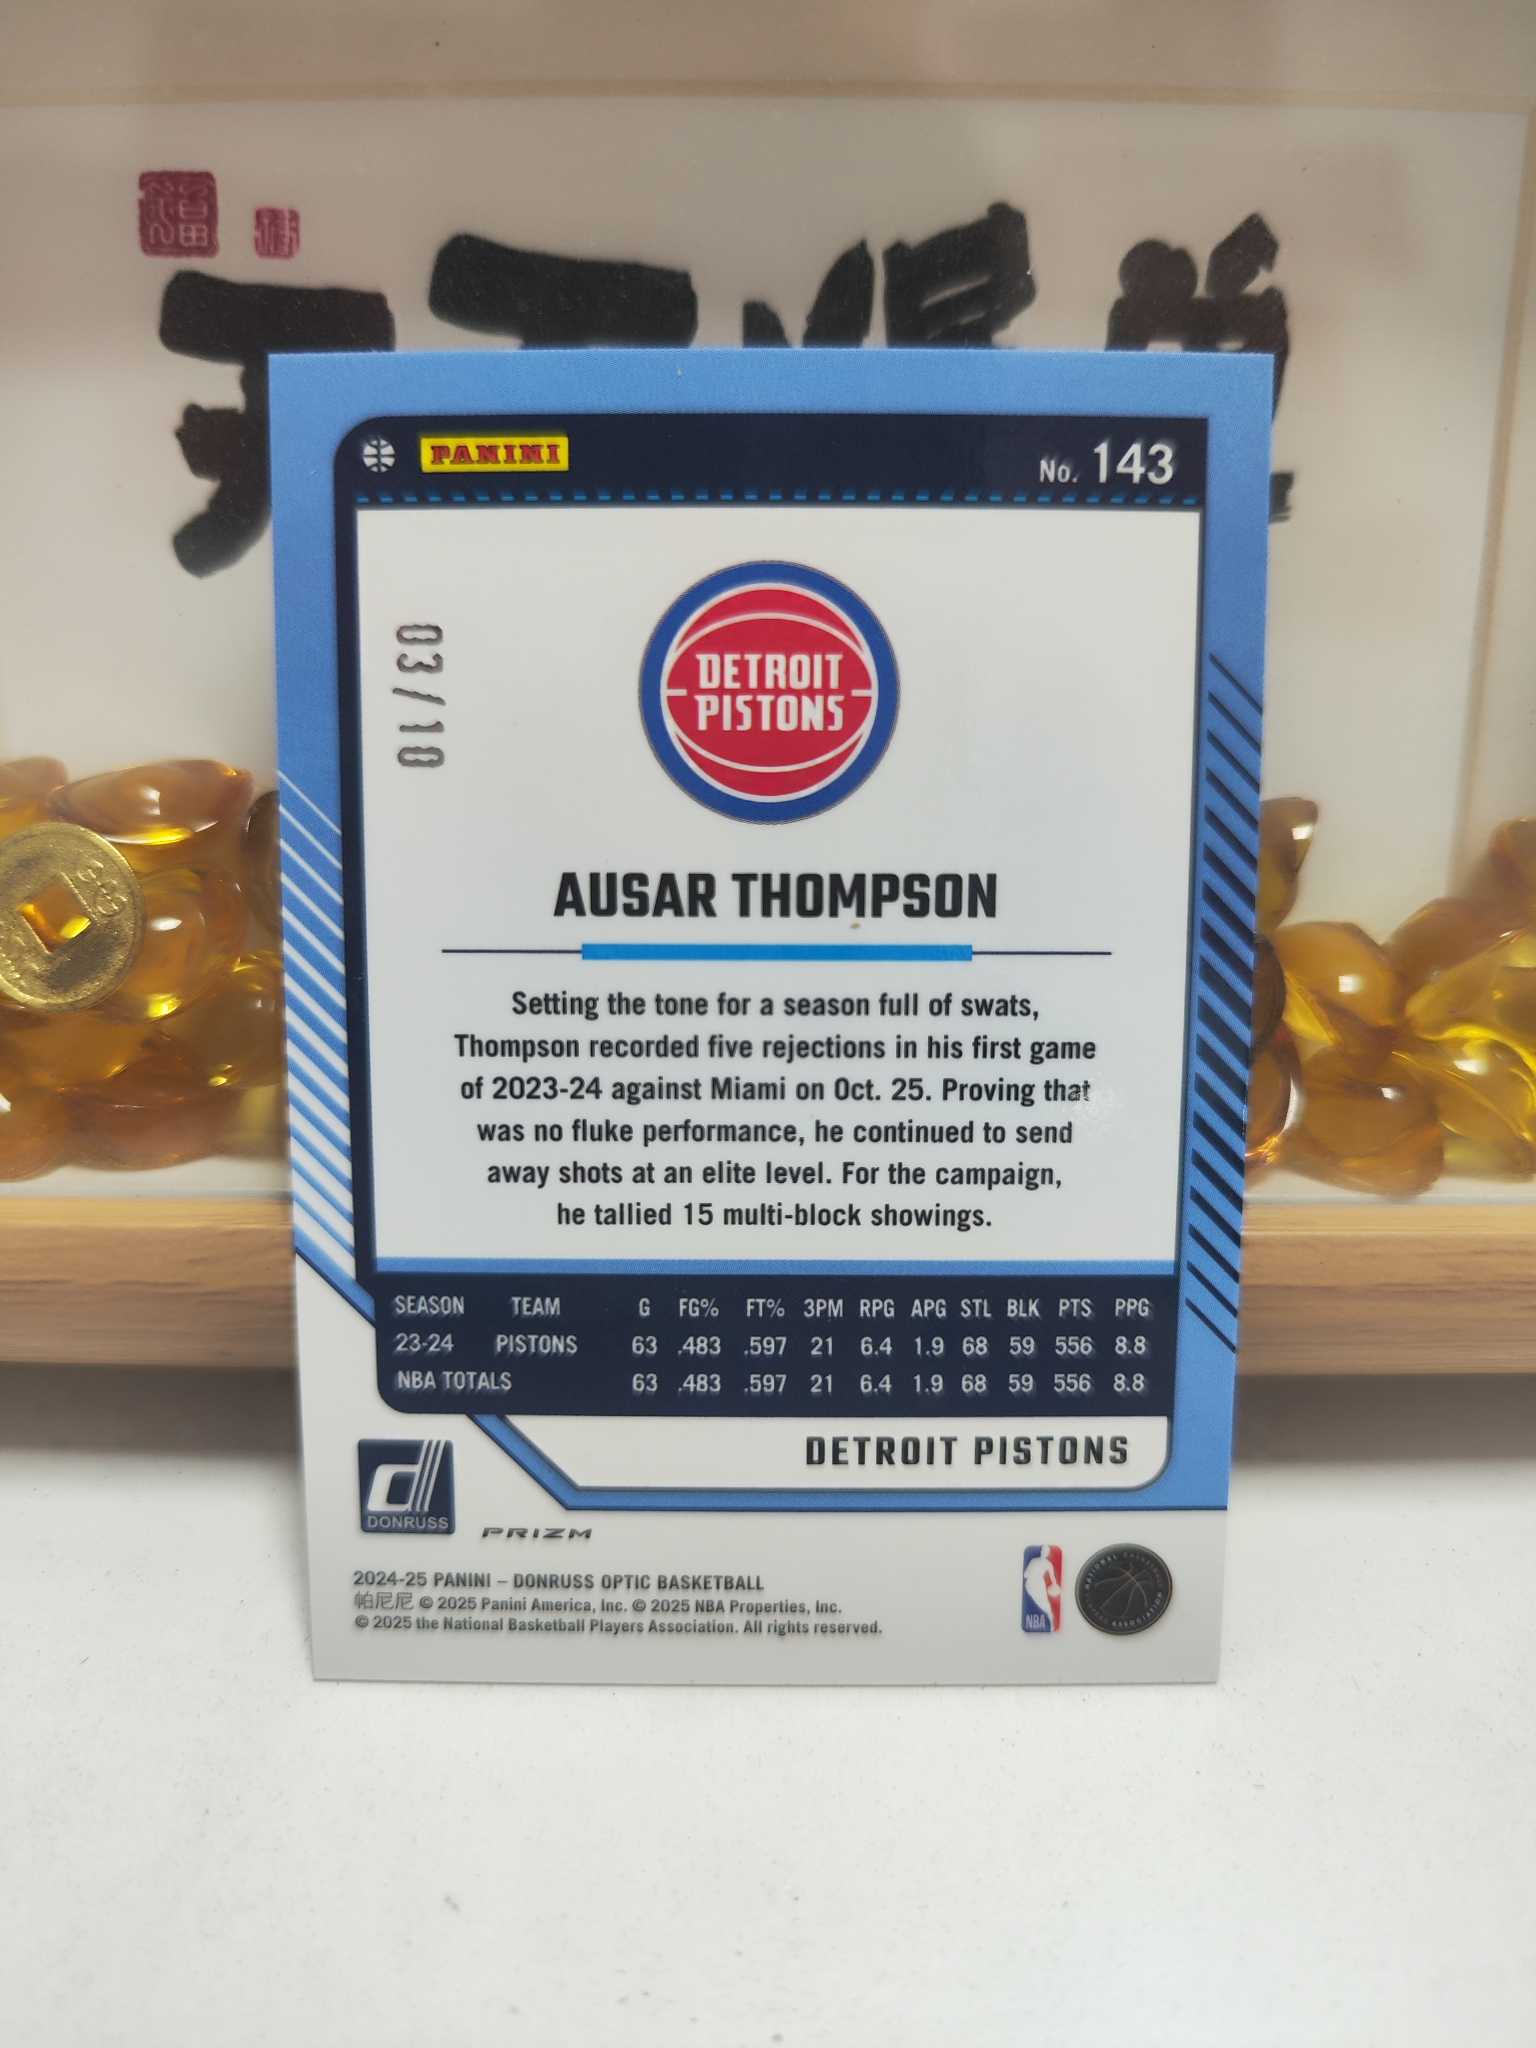 福
PANINI
No. 143
03/10
DETROIT
PISTONS
AUSAR THOMPSON
Setting the tone for a season full of swats,
Thompson recorded five rejections in his first game
of 2023-24 against Miami on Oct. 25. Proving that
was no fluke performance, he continued to send
away shots at an elite level. For the campaign,
he tallied 15 multi-block showings.
SEASON TEAM G FG% FT% 3PM RPG APG STL BLK PTS PPG
23-24 PISTONS 63 .483 .597 21 6.4 1.9 68 59 556 8.8
NBA TOTALS 63 .483 .597 21 6.4 1.9 68 59 556 8.8
DETROIT PISTONS
d
DONRUSS
PRIZM
2024-25 PANINI – DONRUSS OPTIC BASKETBALL
帕尼尼 © 2025 Panini America, Inc. © 2025 NBA Properties, Inc.
© 2025 the National Basketball Players Association. All rights reserved.
NBA
NATIONAL BASKETBALL
PLAYERS ASSOCIATION